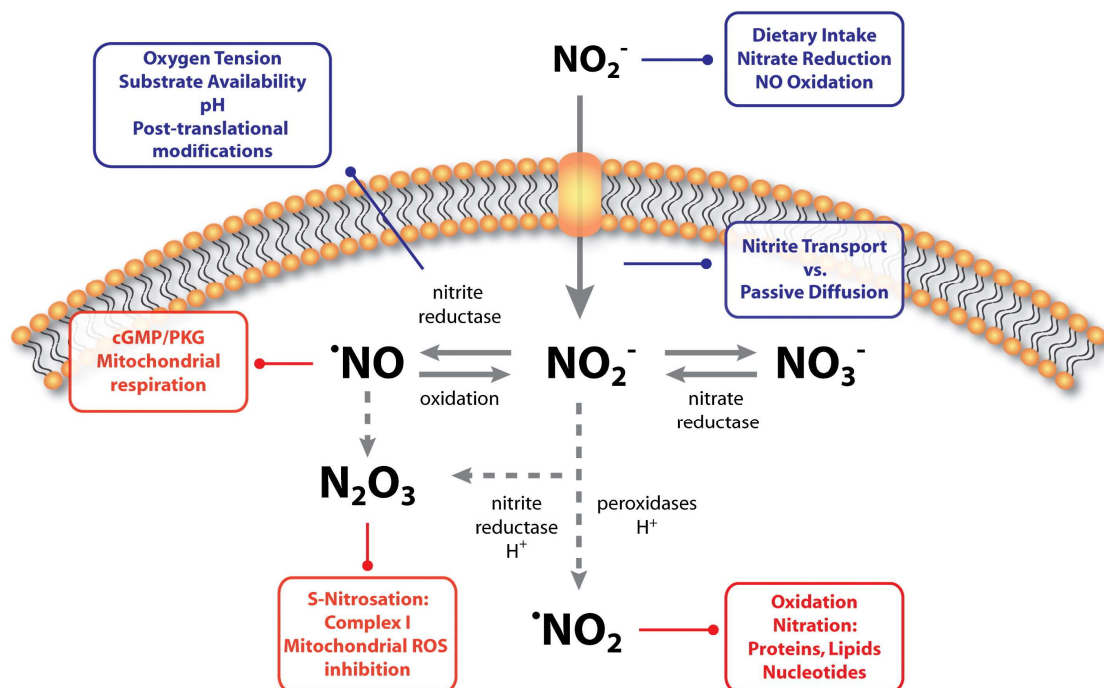 Oxygen Tension
Substrate Availability
pH
Post-translational
modifications
NO₂⁻
Dietary Intake
Nitrate Reduction
NO Oxidation
Nitrite Transport
vs.
Passive Diffusion
nitrite
reductase
cGMP/PKG
Mitochondrial
respiration
•NO
NO₂⁻
NO₃⁻
oxidation
nitrate
reductase
N₂O₃
nitrite
reductase
H⁺
peroxidases
H⁺
S-Nitrosation:
Complex I
Mitochondrial ROS
inhibition
•NO₂
Oxidation
Nitration:
Proteins, Lipids
Nucleotides